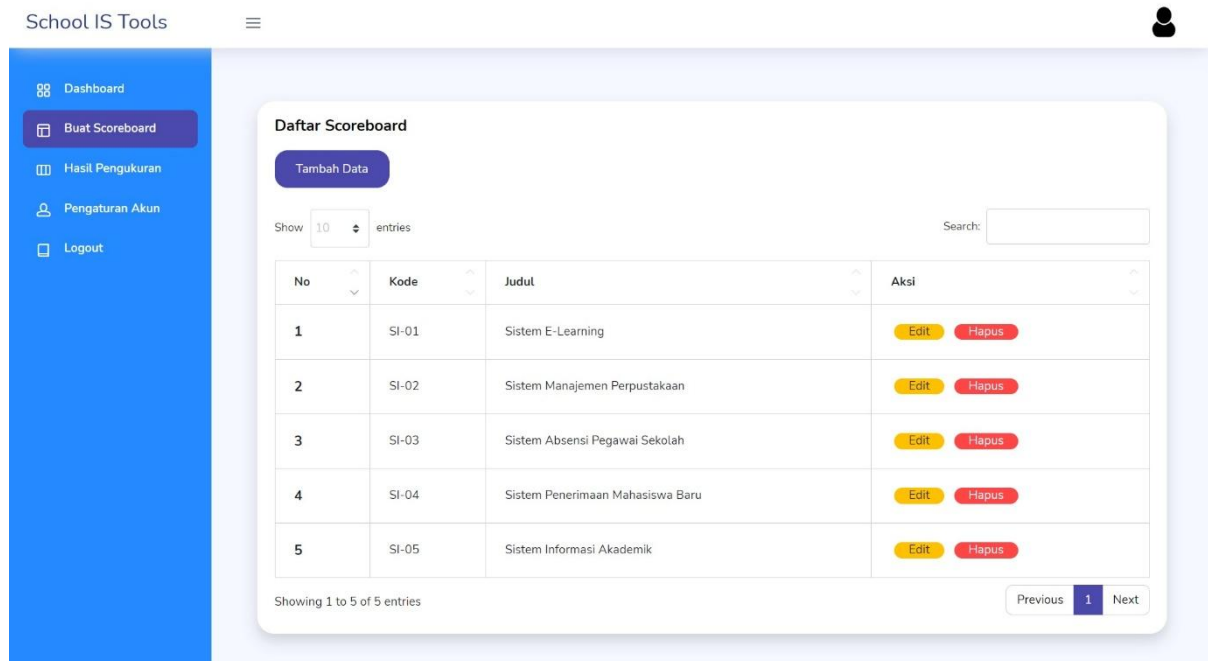 School IS Tools
Dashboard
Buat Scoreboard
Hasil Pengukuran
Pengaturan Akun
Logout
Daftar Scoreboard
Tambah Data
Show 10 entries Search:
No Kode Judul Aksi
1 SI-01 Sistem E-Learning Edit Hapus
2 SI-02 Sistem Manajemen Perpustakaan Edit Hapus
3 SI-03 Sistem Absensi Pegawai Sekolah Edit Hapus
4 SI-04 Sistem Penerimaan Mahasiswa Baru Edit Hapus
5 SI-05 Sistem Informasi Akademik Edit Hapus
Showing 1 to 5 of 5 entries Previous 1 Next